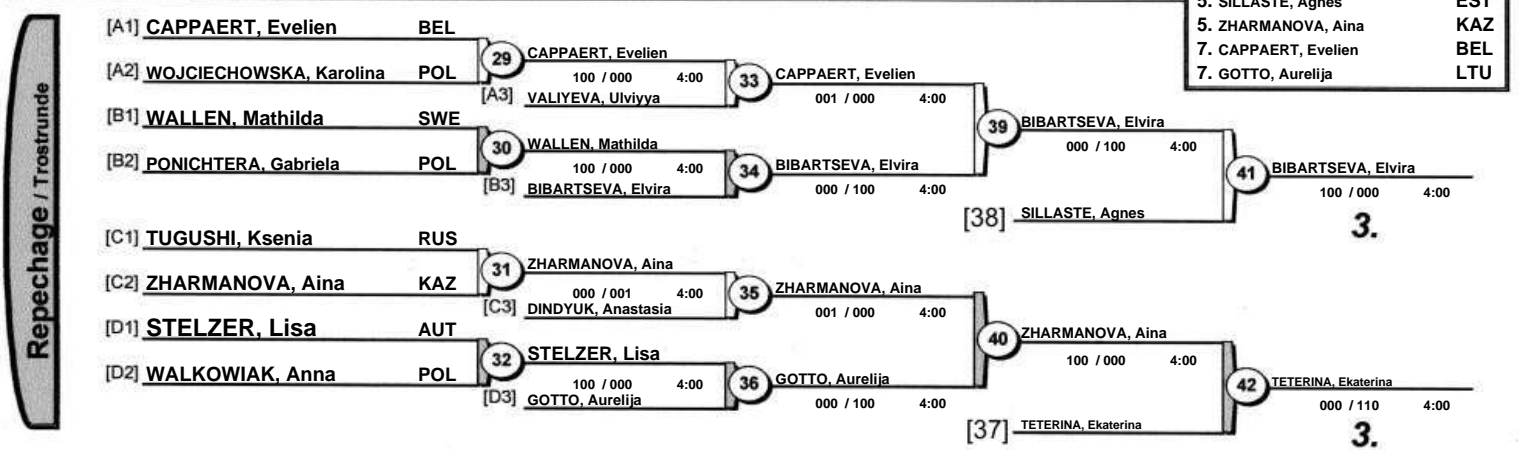 5. SILLASTE, Agnes EST
5. ZHARMANOVA, Aina KAZ
7. CAPPAERT, Evelien BEL
7. GOTTO, Aurelija LTU
Repechage / Trostrunde
[A1] CAPPAERT, Evelien BEL
[A2] WOJCIECHOWSKA, Karolina POL
[B1] WALLEN, Mathilda SWE
[B2] PONICHTERA, Gabriela POL
[C1] TUGUSHI, Ksenia RUS
[C2] ZHARMANOVA, Aina KAZ
[D1] STELZER, Lisa AUT
[D2] WALKOWIAK, Anna POL
29
CAPPAERT, Evelien
100 / 000 4:00
[A3] VALIYEVA, Ulviyya
30
WALLEN, Mathilda
100 / 000 4:00
[B3] BIBARTSEVA, Elvira
31
ZHARMANOVA, Aina
000 / 001 4:00
[C3] DINDYUK, Anastasia
32
STELZER, Lisa
100 / 000 4:00
[D3] GOTTO, Aurelija
33
CAPPAERT, Evelien
001 / 000 4:00
34
BIBARTSEVA, Elvira
000 / 100 4:00
35
ZHARMANOVA, Aina
001 / 000 4:00
36
GOTTO, Aurelija
000 / 100 4:00
39
BIBARTSEVA, Elvira
000 / 100 4:00
[38] SILLASTE, Agnes
40
ZHARMANOVA, Aina
100 / 000 4:00
[37] TETERINA, Ekaterina
41
BIBARTSEVA, Elvira
100 / 000 4:00
3.
42
TETERINA, Ekaterina
000 / 110 4:00
3.